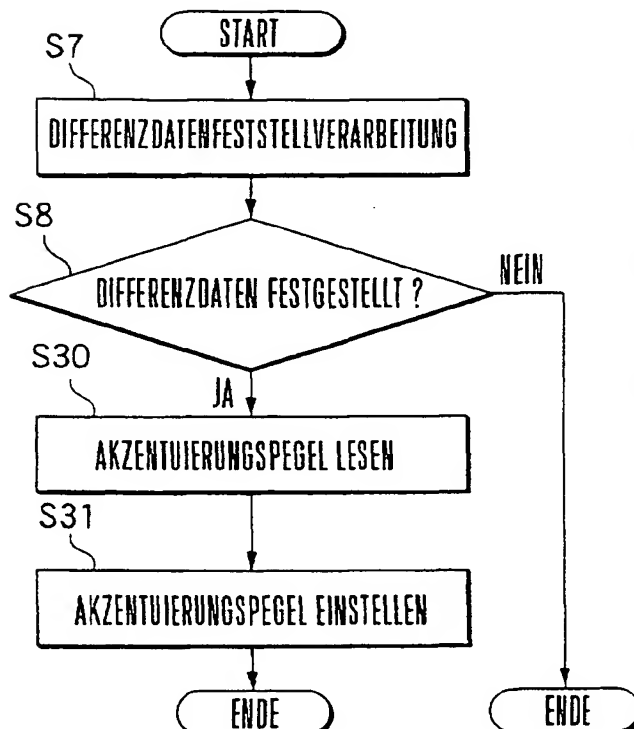 START
S7
DIFFERENZDATENFESTSTELLVERARBEITUNG
S8
DIFFERENZDATEN FESTGESTELLT ?
NEIN
JA
S30
AKZENTUIERUNGSPEGEL LESEN
S31
AKZENTUIERUNGSPEGEL EINSTELLEN
ENDE
ENDE